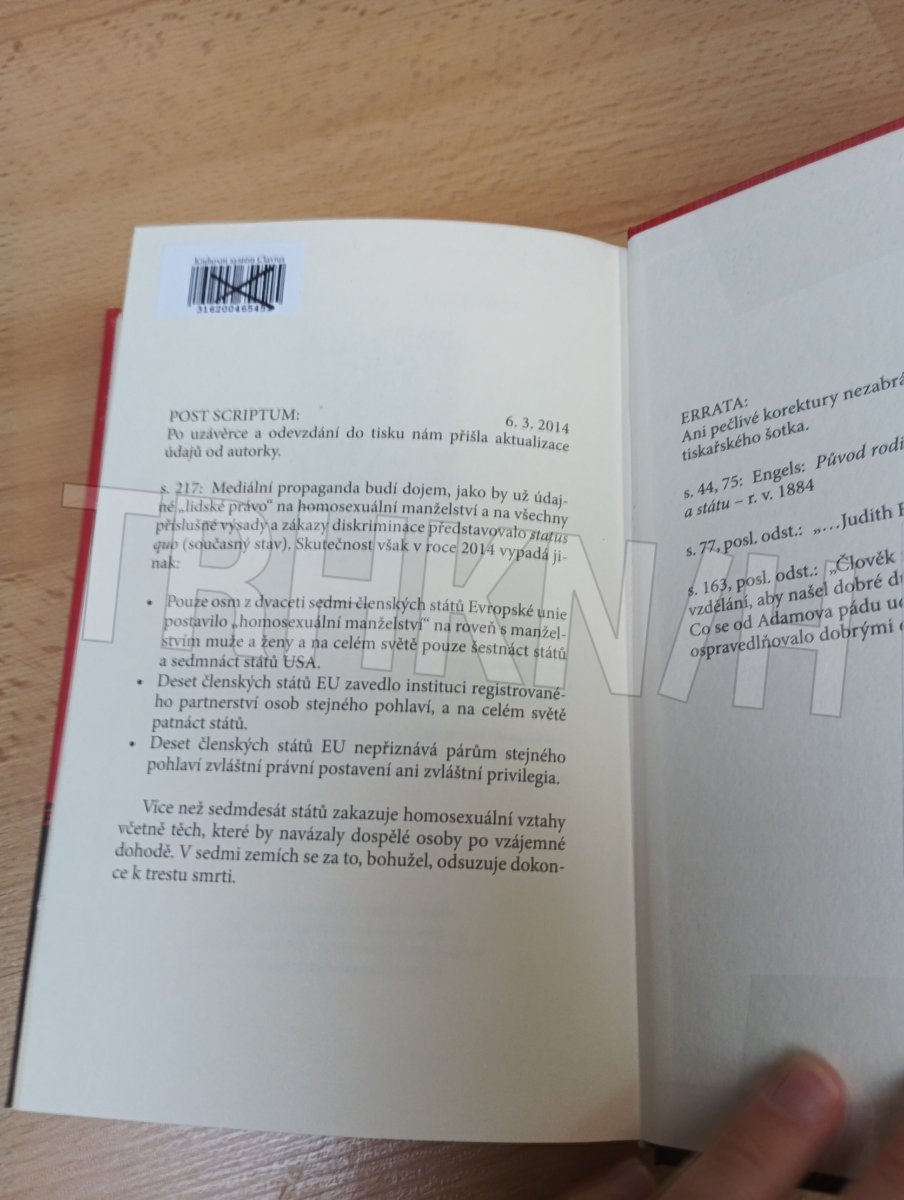 Knihovní systém Clavius
POST SCRIPTUM:
6. 3. 2014
Po uzávěrce a odevzdání do tisku nám přišla aktualizace
údajů od autorky.
s. 217: Mediální propaganda budí dojem, jako by už údaj-
né „lidské právo“ na homosexuální manželství a na všechny
příslušné výsady a zákazy diskriminace představovalo status
quo (současný stav). Skutečnost však v roce 2014 vypadá ji-
nak:
• Pouze osm z dvaceti sedmi členských států Evropské unie
postavilo „homosexuální manželství“ na roveň s manžel-
stvím muže a ženy a na celém světě pouze šestnáct států
a sedmnáct států USA.
• Deset členských států EU zavedlo instituci registrované-
ho partnerství osob stejného pohlaví, a na celém světě
patnáct států.
• Deset členských států EU nepřiznává párům stejného
pohlaví zvláštní právní postavení ani zvláštní privilegia.
Více než sedmdesát států zakazuje homosexuální vztahy
včetně těch, které by navázaly dospělé osoby po vzájemné
dohodě. V sedmi zemích se za to, bohužel, odsuzuje dokon-
ce k trestu smrti.
ERRATA:
Ani pečlivé korektury nezabrá
tiskařského šotka.
s. 44, 75: Engels: Původ rodi
a státu – r. v. 1884
s. 77, posl. odst.: „…Judith
s. 163, posl. odst.: „Člověk
vzdělání, aby našel dobré
Co se od Adamova pádu
ospravedlňovalo dobrými
TBHKN/H